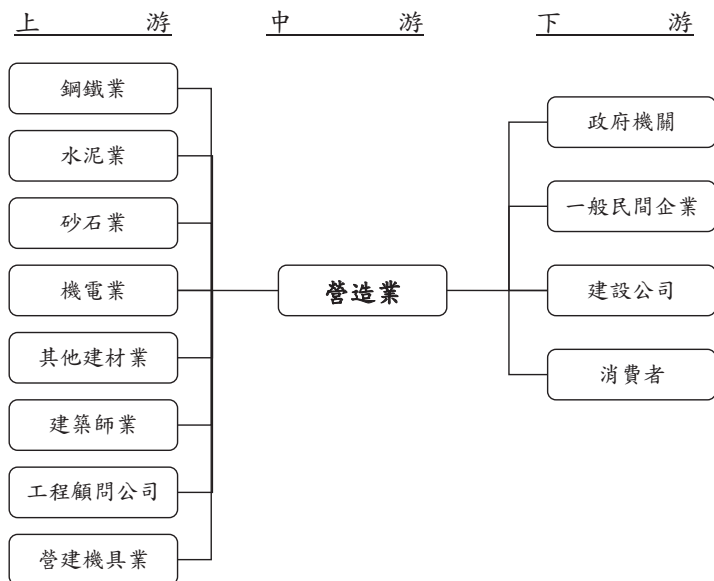 上游
中游
下游
鋼鐵業
水泥業
砂石業
機電業
其他建材業
建築師業
工程顧問公司
營建機具業
營造業
政府機關
一般民間企業
建設公司
消費者